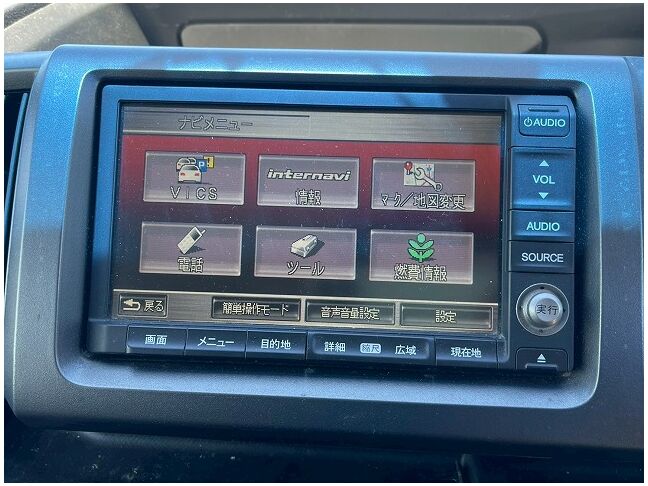 ナビメニュー
VICS
internavi
情報
マーク/地図変更
電話
ツール
燃費情報
戻る
簡単操作モード
音声音量設定
設定
画面
メニュー
目的地
詳細
縮尺
広域
現在地
AUDIO
VOL
AUDIO
SOURCE
実行